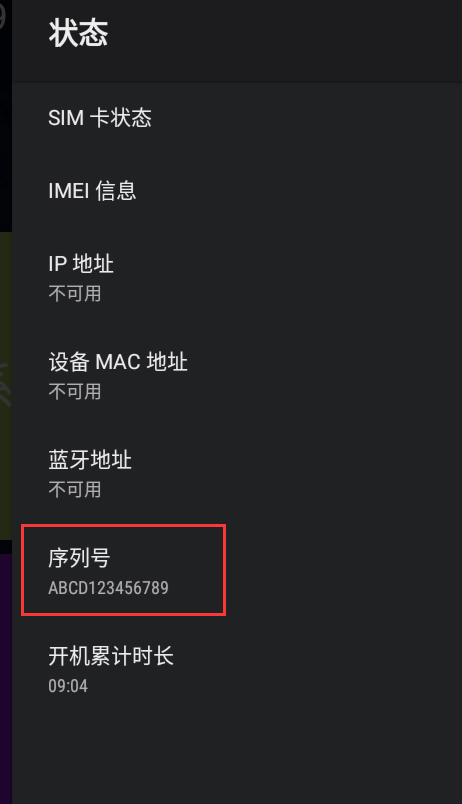 状态
SIM 卡状态
IMEI 信息
IP 地址
不可用
设备 MAC 地址
不可用
蓝牙地址
不可用
序列号
ABCD123456789
开机累计时长
09:04